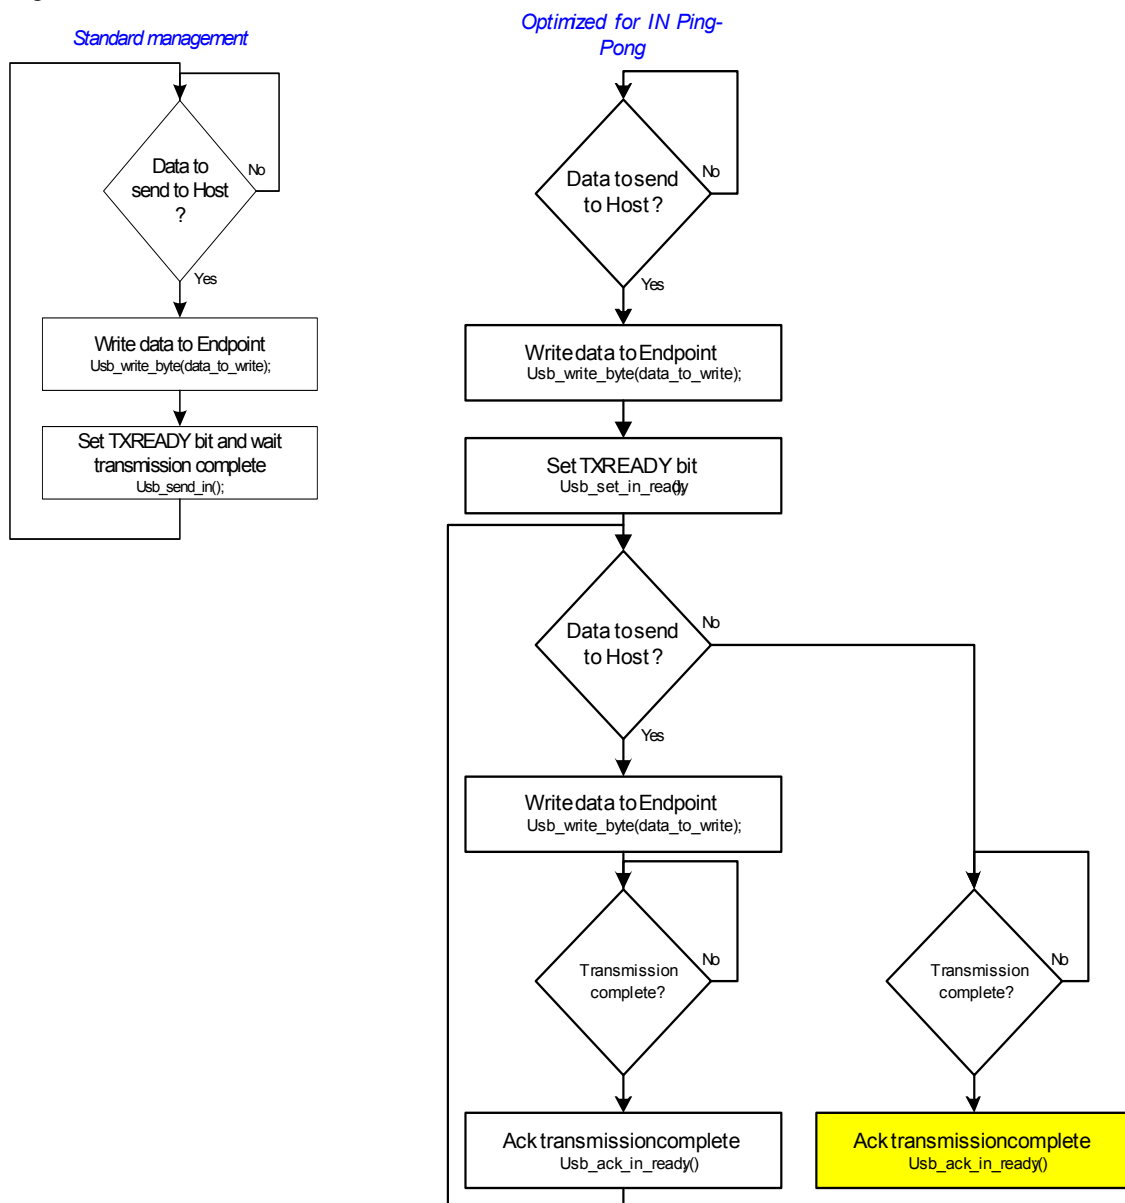 Standard management
Data to
send to Host
?
No
Yes
Write data to Endpoint
Usb_write_byte(data_to_write);
Set TXREADY bit and wait
transmission complete
Usb_send_in();
Optimized for IN Ping-
Pong
Data to send
to Host ?
No
Yes
Write data to Endpoint
Usb_write_byte(data_to_write);
Set TXREADY bit
Usb_set_in_ready();
Data to send
to Host ?
No
Yes
Write data to Endpoint
Usb_write_byte(data_to_write);
Transmission
complete?
No
Ack transmission complete
Usb_ack_in_ready()
Transmission
complete?
No
Ack transmission complete
Usb_ack_in_ready()